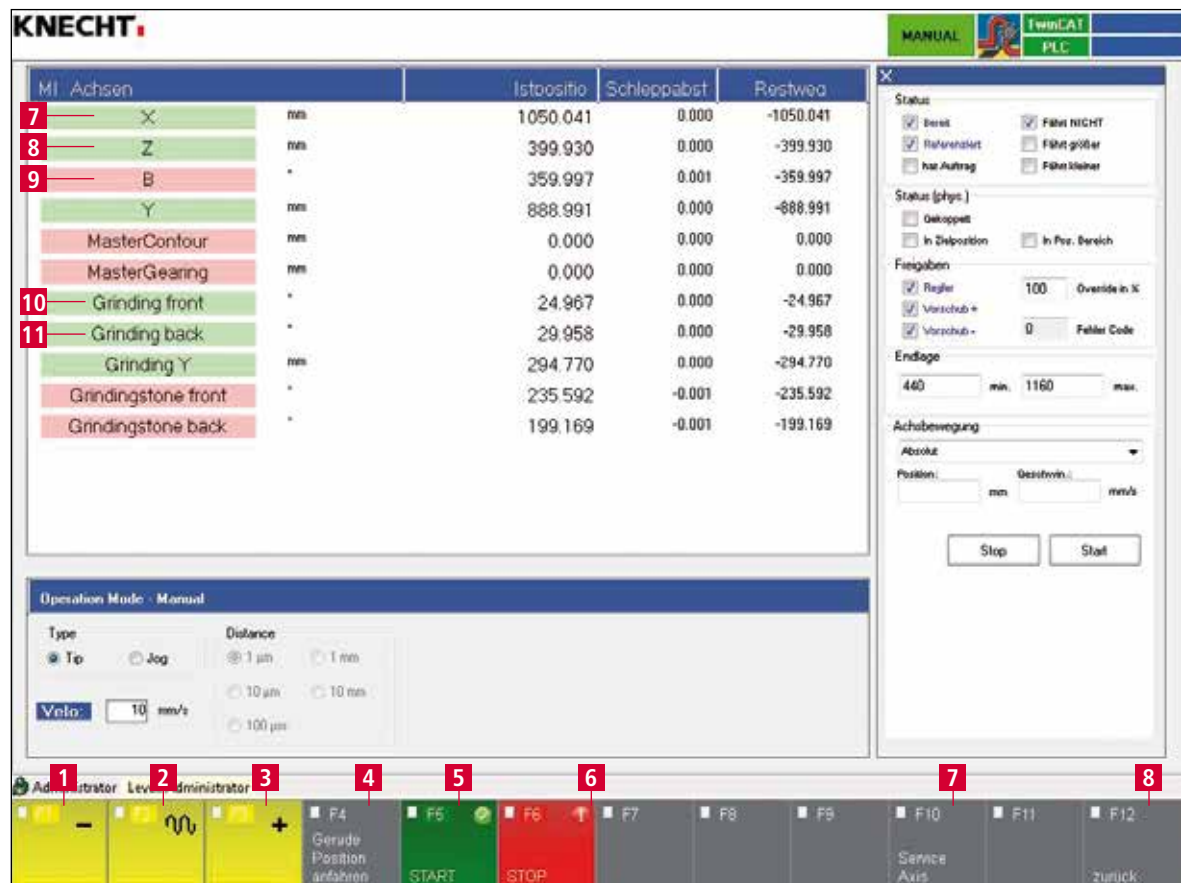 KNECHT
MANUAL
TwinCAT
PLC
MI Achsen Istpositio Schleppabst Restweg
7 X mm 1050.041 0.000 -1050.041
8 Z mm 399.930 0.000 -399.930
9 B ° 359.997 0.001 -359.997
Y mm 888.991 0.000 -888.991
MasterContour mm 0.000 0.000 0.000
MasterGearing mm 0.000 0.000 0.000
10 Grinding front ° 24.967 0.000 -24.967
11 Grinding back ° 29.958 0.000 -29.958
Grinding Y mm 294.770 0.000 -294.770
Grindingstone front ° 235.592 -0.001 -235.592
Grindingstone back ° 199.169 -0.001 -199.169
X
Status
Bereit Fährt NICHT
Referenziert Fährt größer
hat Auftrag Fährt kleiner
Status (phys.)
Gekoppelt
In Zielposition In Pos. Bereich
Freigaben
Regler 100 Override in %
Vorschub +
Vorschub - 0 Fehler Code
Endlage
440 min. 1160 max.
Achsbewegung
Absolut
Position: Geschwin.:
mm mm/s
Stop Start
Operation Mode - Manual
Type Distance
Tip Jog 1 µm 1 mm
10 µm 10 mm
Velo: 10 mm/s
100 µm
Administrator Level Administrator
1 2 3 4 5 6 7 8
F1 - F2 F3 + F4 F5 F6 F7 F8 F9 F10 F11 F12
Gerade
Position
anfahren
START
STOP
Service
Axis
zurück